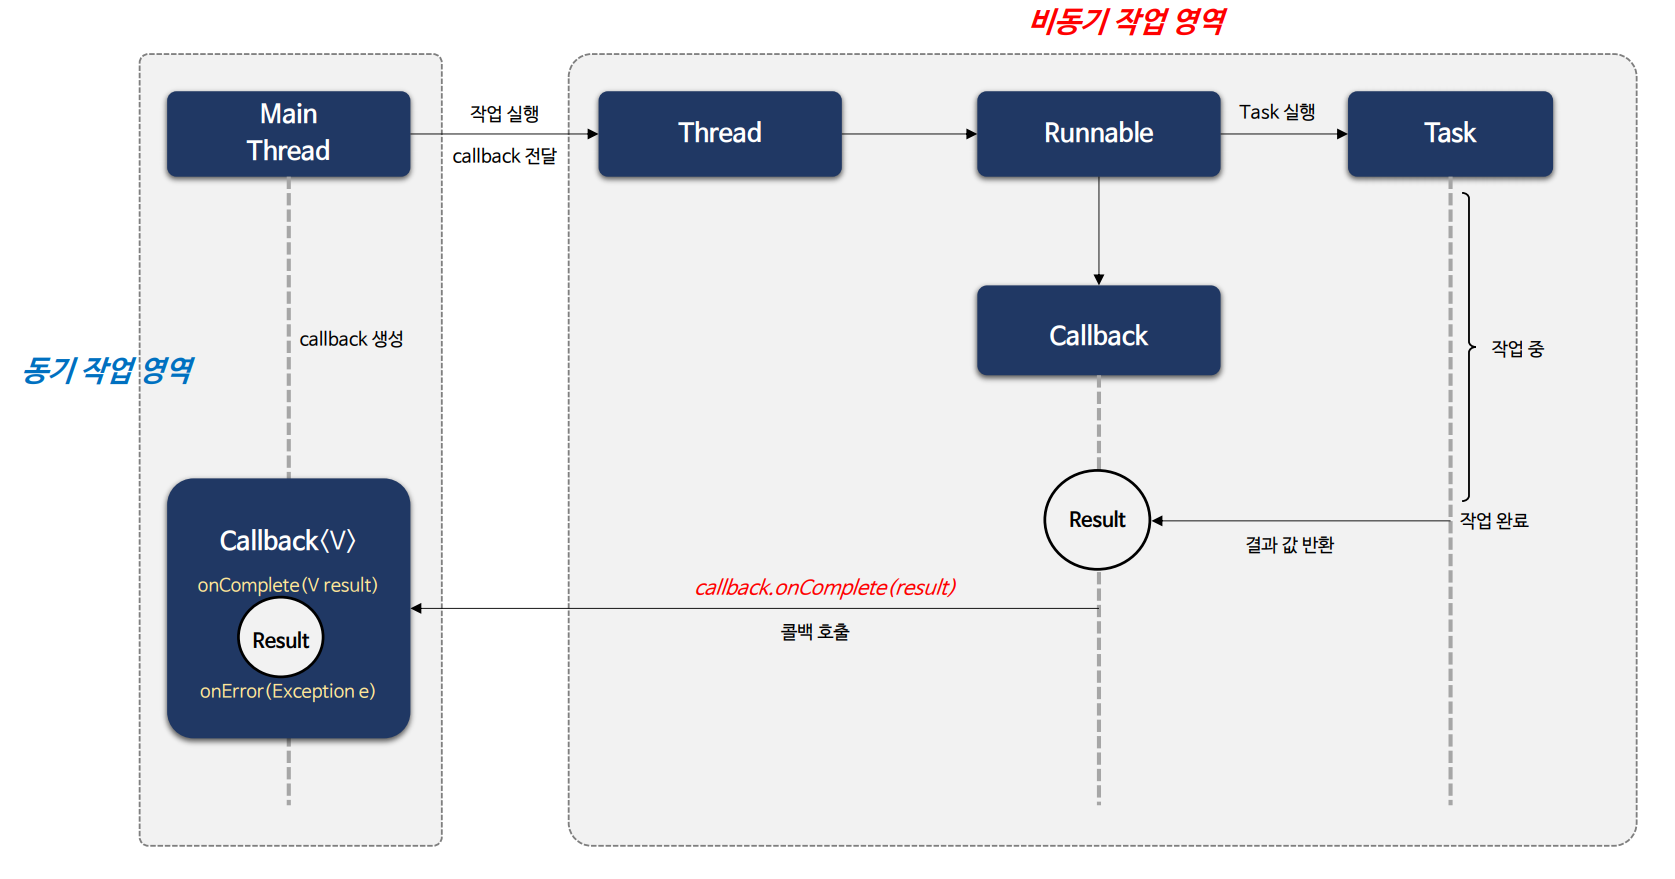 비동기 작업 영역
Main
Thread
작업 실행
callback 전달
Thread
Runnable
Task 실행
Task
callback 생성
동기 작업 영역
Callback
작업 중
Callback〈V〉
onComplete(V result)
Result
onError(Exception e)
Result
작업 완료
결과 값 반환
callback.onComplete(result)
콜백 호출